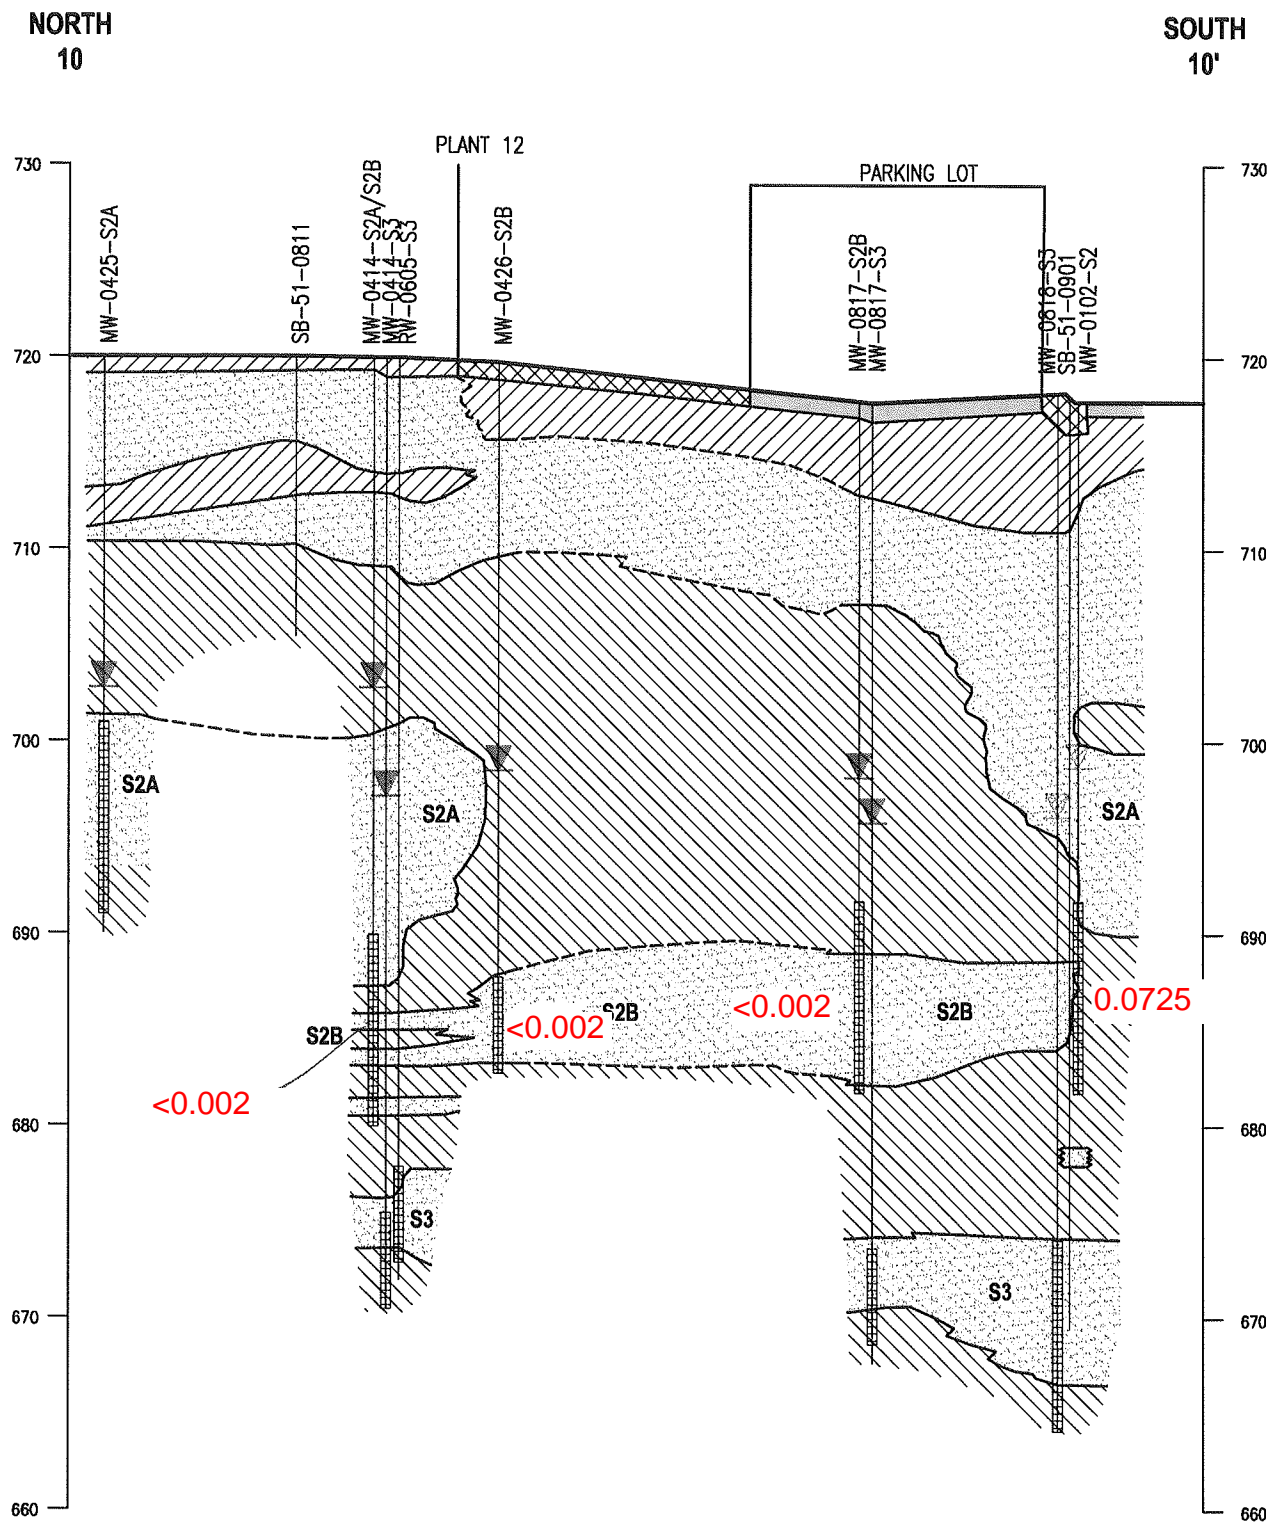 NORTH
10
SOUTH
10'
PLANT 12
PARKING LOT
MW-0425-S2A
SB-51-0811
MW-0414-S2A/S2B
MW-0414-S3
RW-0605-S3
MW-0426-S2B
MW-0817-S2B
MW-0817-S3
MW-0818-S3
SB-51-0901
MW-0102-S2
730
730
720
720
710
710
700
700
S2A
S2A
S2A
690
690
<0.002
<0.002
0.0725
S2B
S2B
S2B
<0.002
680
680
S3
S3
670
670
660
660